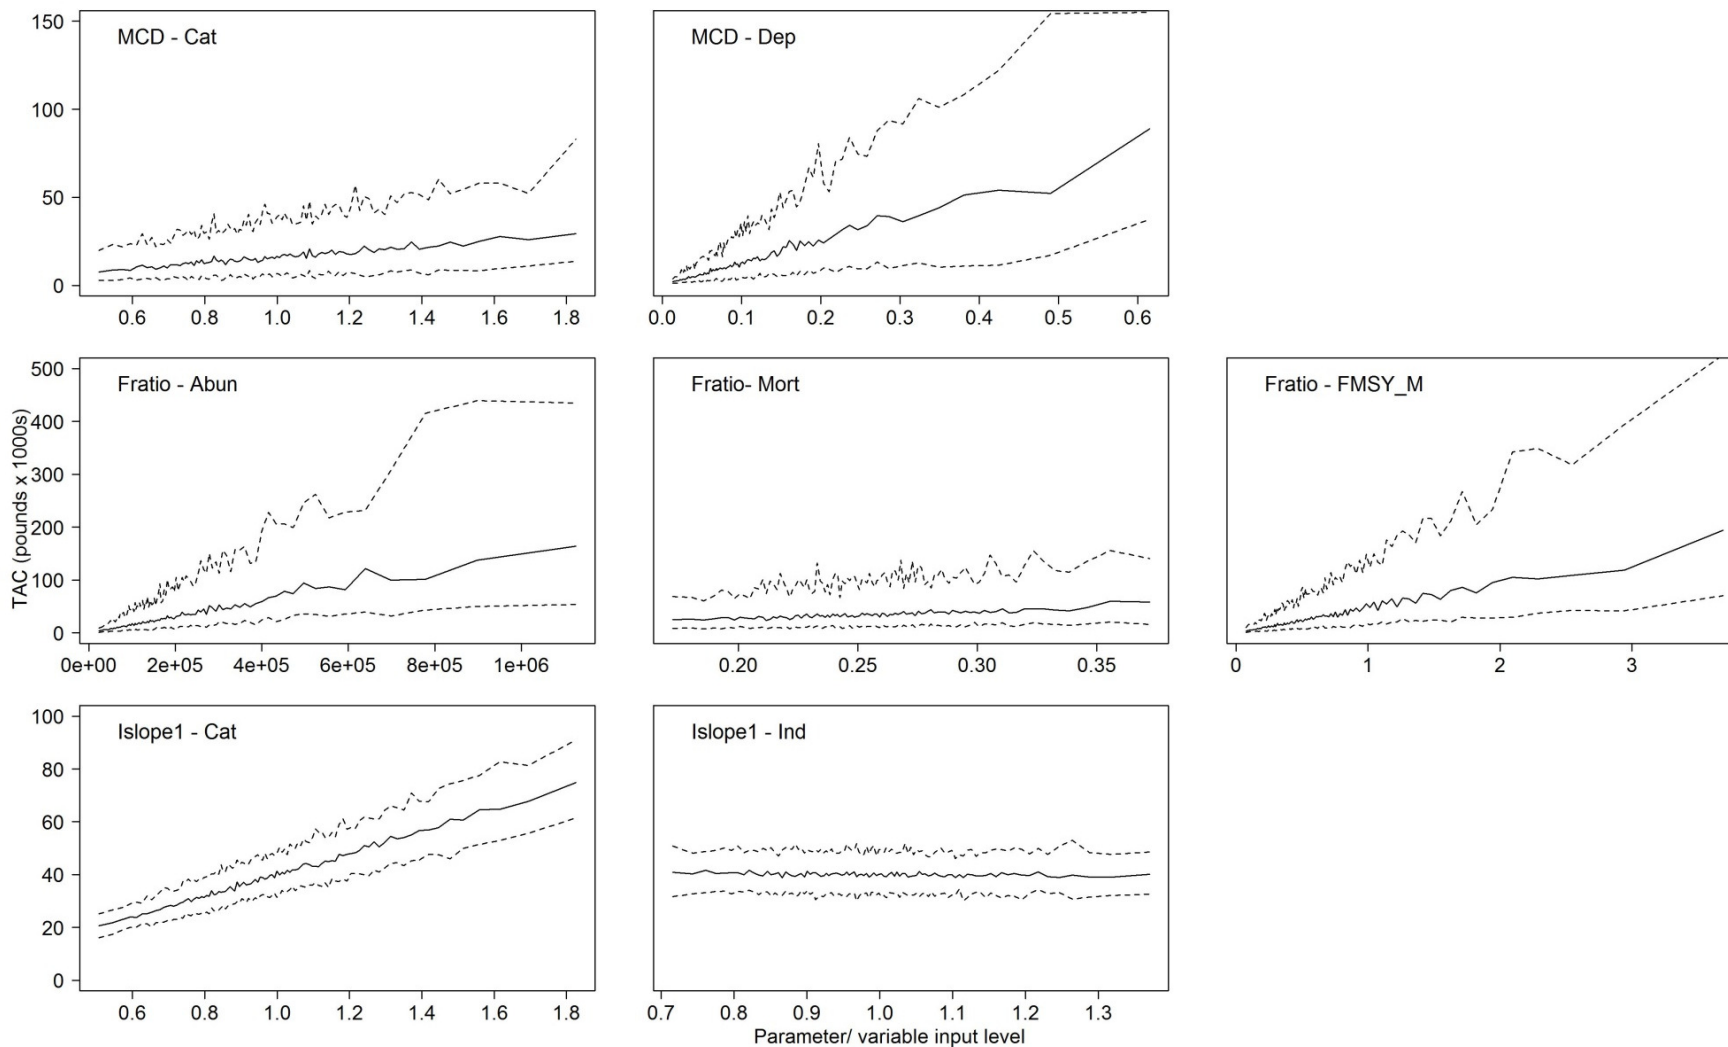 MCD - Cat
MCD - Dep
150
100
50
0
0.6 0.8 1.0 1.2 1.4 1.6 1.8
0.0 0.1 0.2 0.3 0.4 0.5 0.6
Fratio - Abun
Fratio- Mort
Fratio - FMSY_M
TAC (pounds x 1000s)
500
400
300
200
100
0
0e+00 2e+05 4e+05 6e+05 8e+05 1e+06
0.20 0.25 0.30 0.35
0 1 2 3
Islope1 - Cat
Islope1 - Ind
100
80
60
40
20
0
0.6 0.8 1.0 1.2 1.4 1.6 1.8
0.7 0.8 0.9 1.0 1.1 1.2 1.3
Parameter/ variable input level